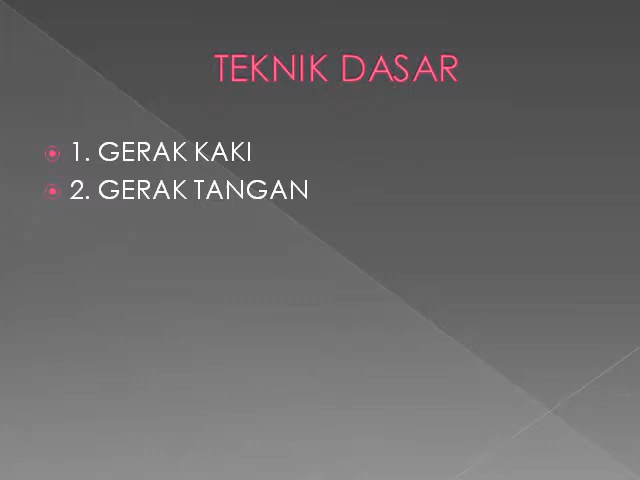 TEKNIK DASAR
1. GERAK KAKI
2. GERAK TANGAN